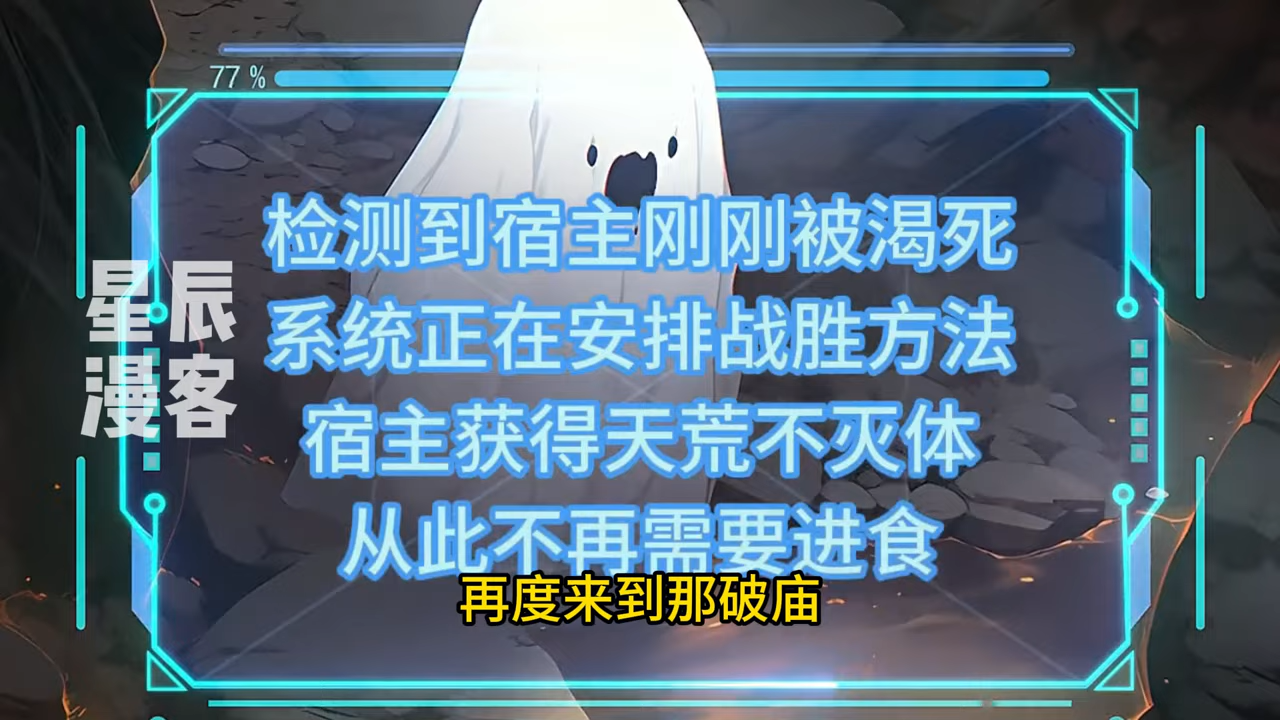 77 %
检测到宿主刚刚被渴死
系统正在安排战胜方法
宿主获得天荒不灭体
从此不再需要进食
再度来到那破庙
星辰
漫客